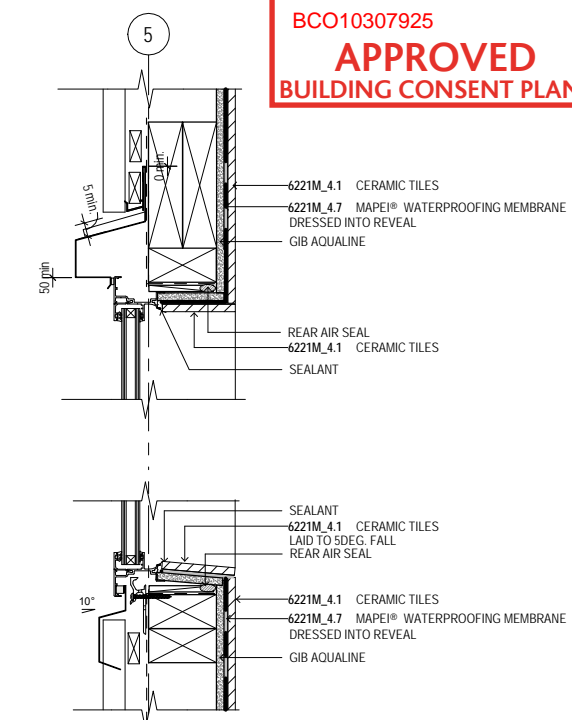 BCO10307925
APPROVED
BUILDING CONSENT PLAN
5
0 min.
5 min.
50 min
6221M_4.1 CERAMIC TILES
6221M_4.7 MAPEI® WATERPROOFING MEMBRANE
DRESSED INTO REVEAL
GIB AQUALINE
REAR AIR SEAL
6221M_4.1 CERAMIC TILES
SEALANT
SEALANT
6221M_4.1 CERAMIC TILES
LAID TO 5DEG. FALL
REAR AIR SEAL
10°
6221M_4.1 CERAMIC TILES
6221M_4.7 MAPEI® WATERPROOFING MEMBRANE
DRESSED INTO REVEAL
GIB AQUALINE